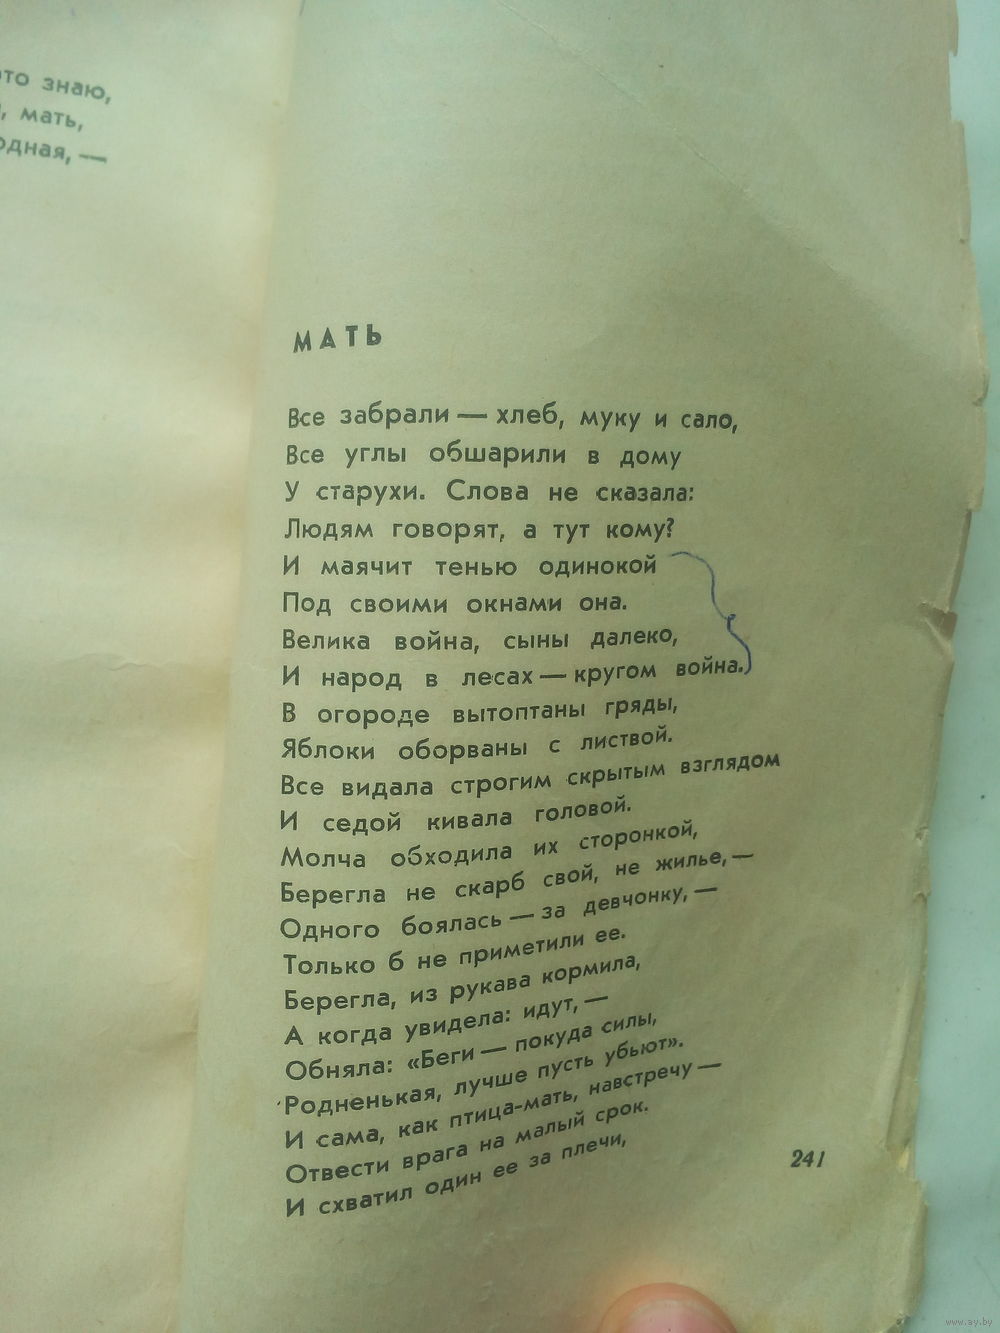 это знаю,
мать,
одная, —
МАТЬ
Все забрали — хлеб, муку и сало,
Все углы обшарили в дому
У старухи. Слова не сказала:
Людям говорят, а тут кому?
И маячит тенью одинокой
Под своими окнами она.
Велика война, сыны далеко,
И народ в лесах — кругом война.
В огороде вытоптаны гряды,
Яблоки оборваны с листвой.
Все видала строгим скрытым взглядом
И седой кивала головой.
Молча обходила их сторонкой,
Берегла не скарб свой, не жилье, —
Одного боялась — за девчонку, —
Только б не приметили ее.
Берегла, из рукава кормила,
А когда увидела: идут, —
Обняла: «Беги — покуда силы,
Родненькая, лучше пусть убьют».
И сама, как птица-мать, навстречу —
Отвести врага на малый срок.
И схватил один ее за плечи,
241
www.ay.by